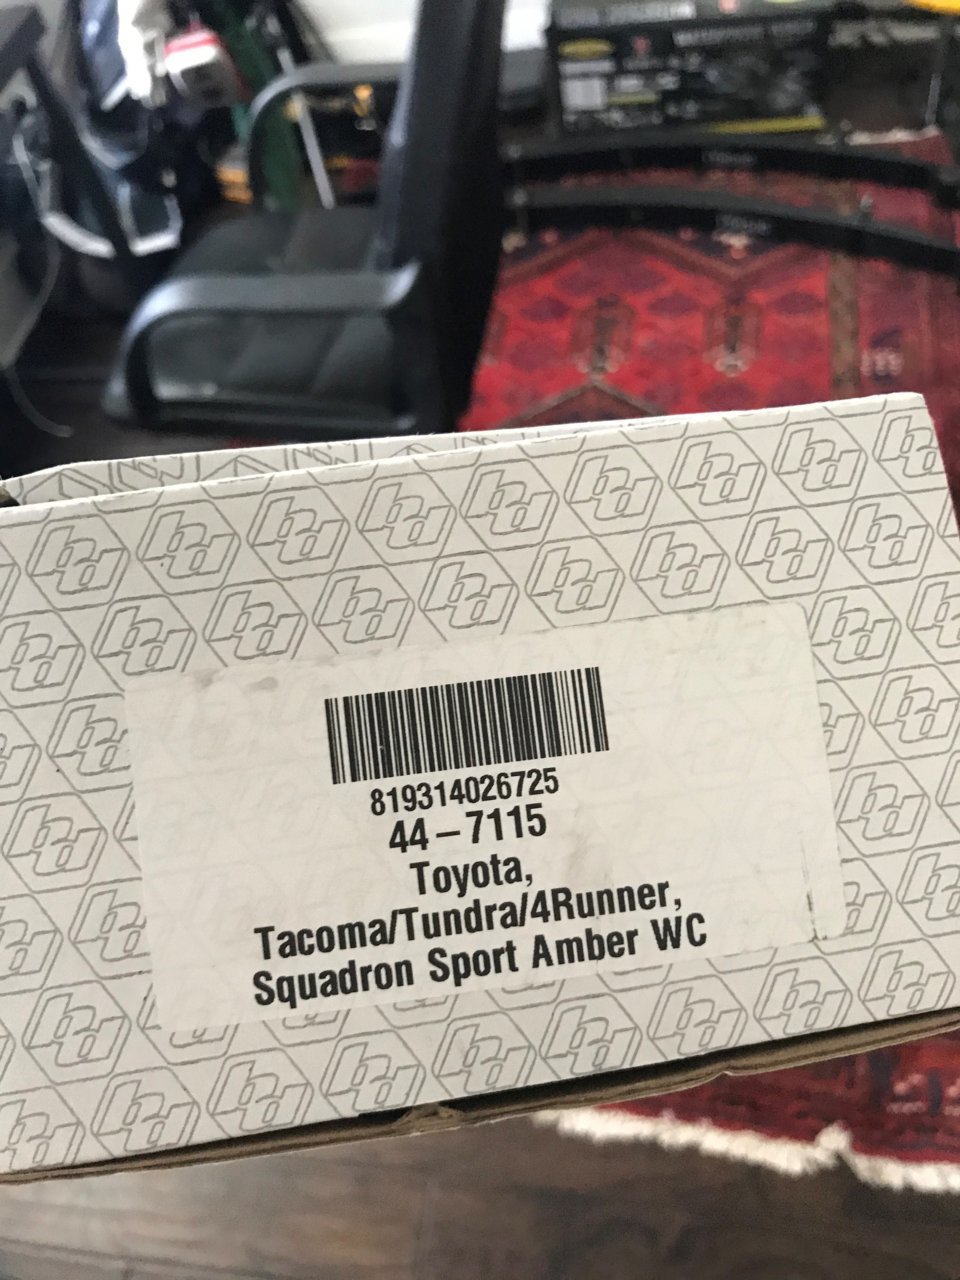 819314026725
44-7115
Toyota,
Tacoma/Tundra/4Runner,
Squadron Sport Amber WC